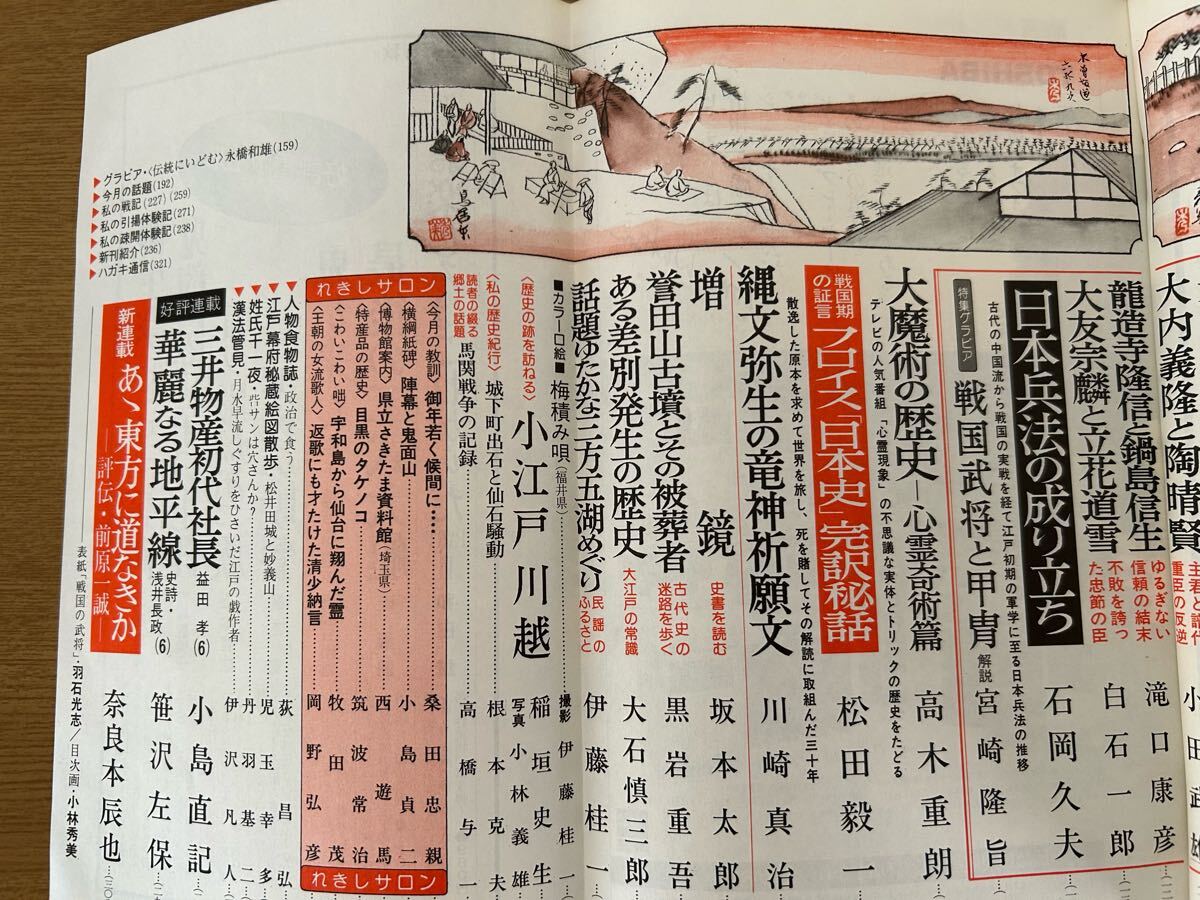 大内義隆と陶晴賢
主君と譜代
重臣の反逆
小田武雄
龍造寺隆信と鍋島信生
ゆるぎない
信頼の結末
滝口康彦
大友宗麟と立花道雪
不敗を誇っ
た忠節の臣
白石一郎
日本兵法の成り立ち
石岡久夫
古代の中国流から戦国の実戦を経て江戸初期の軍学に至る日本兵法の推移
特集グラビア
戦国武将と甲冑
解説
宮崎隆旨
大魔術の歴史―心霊奇術篇
高木重朗
テレビの人気番組「心霊現象」の不思議な実体とトリックの歴史をたどる
戦国期の証言
フロイス「日本史」完訳秘話
松田毅一
散逸した原本を求めて世界を旅し、死を賭してその解読に取組んだ三十年
縄文弥生の竜神祈願文
川崎真治
増鏡
史書を読む
坂本太郎
誉田山古墳とその被葬者
古代史の
迷路を歩く
黒岩重吾
ある差別発生の歴史
大江戸の常識
大石慎三郎
話題ゆたかな三方五湖めぐり
民謡の
ふるさと
伊藤桂一
■カラー口絵■梅積み唄(福井県)
撮影 伊藤桂一
〈歴史の跡を訪ねる〉
小江戸川越
稲垣史生
写真 小林義雄
〈私の歴史紀行〉城下町出石と仙石騒動
根本克夫
読者の綴る
郷土の話題
馬関戦争の記録
高橋与一
れきしサロン
〈今月の教訓〉御年若く候間に…
桑田忠親
〈横綱紙碑〉陣幕と鬼面山
小島貞二
〈博物館案内〉県立さきたま資料館(埼玉県)
西遊馬
〈特産品の歴史〉目黒のタケノコ
筑波常治
〈こわいこわい咄〉宇和島から仙台に翔んだ霊
牧田茂
〈王朝の女流歌人〉返歌にも才たけた清少納言
岡野弘彦
れきしサロン
▼人物食物誌・政治で食う?
荻昌弘
▼江戸幕府秘蔵絵図散歩・松井田城と妙義山
児玉幸多
▼姓氏千一夜・砦サンは穴さんか?
丹羽基二
▼漢法管見・月水早流しぐすりをひさいだ江戸の戯作者
伊沢凡人
好評連載
三井物産初代社長
益田孝(6)
小島直記
華麗なる地平線
史詩・
浅井長政(6)
笹沢左保
新連載
あゝ東方に道なきか
―評伝・前原一誠―
奈良本辰也
表紙「戦国の武将」・羽石光志/目次画・小林秀美
▶グラビア・〈伝統にいどむ〉永橋和雄(159)
▶今月の話題(192)
▶私の戦記(227)(259)
▶私の引揚体験記(271)
▶私の疎開体験記(238)
▶新刊紹介(236)
▶ハガキ通信(321)